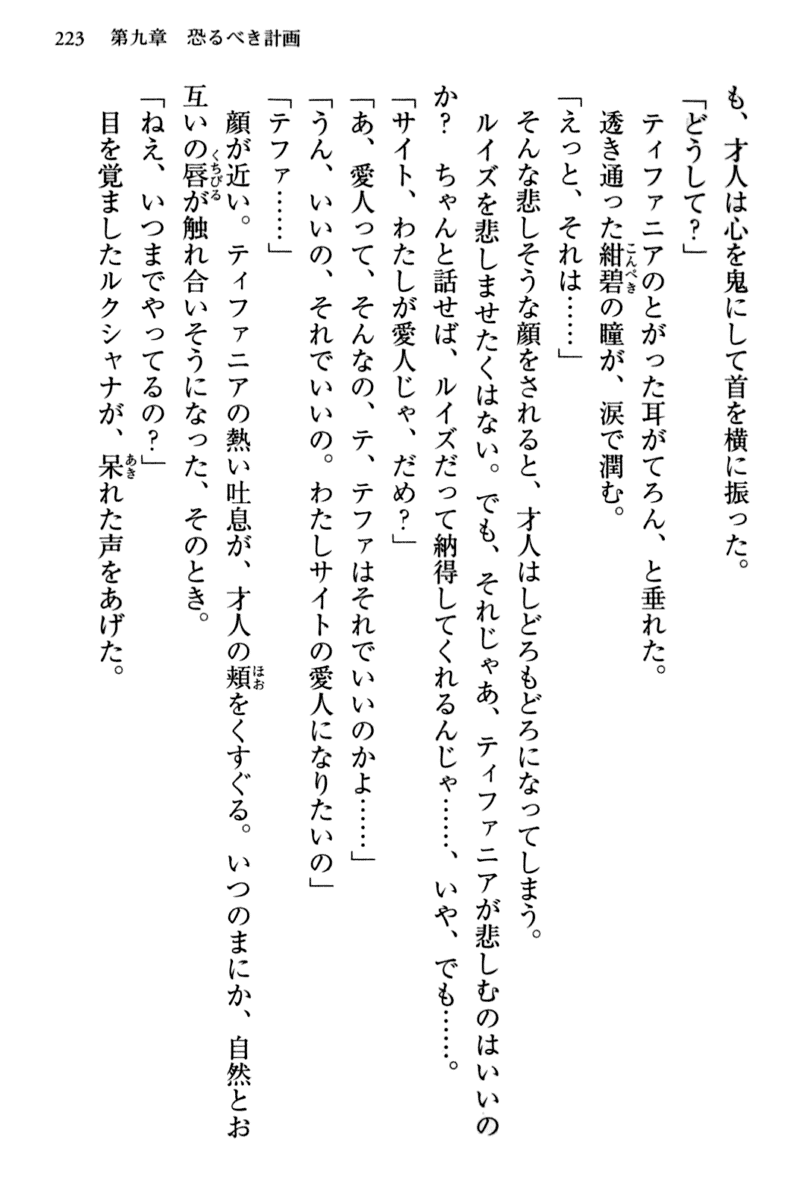 223　第九章　恐るべき計画
も、才人は心を鬼にして首を横に振った。
「どうして？」
ティファニアのとがった耳がてろん、と垂れた。
透き通った紺碧の瞳が、涙で潤む。
「えっと、それは……」
そんな悲しそうな顔をされると、才人はしどろもどろになってしまう。
ルイズを悲しませたくはない。でも、それじゃあ、ティファニアが悲しむのはいいの
か？　ちゃんと話せば、ルイズだって納得してくれるんじゃ……、いや、でも……。
「サイト、わたしが愛人じゃ、だめ？」
「あ、愛人って、そんなの、テ、テファはそれでいいのかよ……」
「うん、いいの、それでいいの。わたしサイトの愛人になりたいの」
「テファ……」
顔が近い。ティファニアの熱い吐息が、才人の頬をくすぐる。いつのまにか、自然とお
互いの唇が触れ合いそうになった、そのとき。
「ねえ、いつまでやってるの？」
目を覚ましたルクシャナが、呆れた声をあげた。